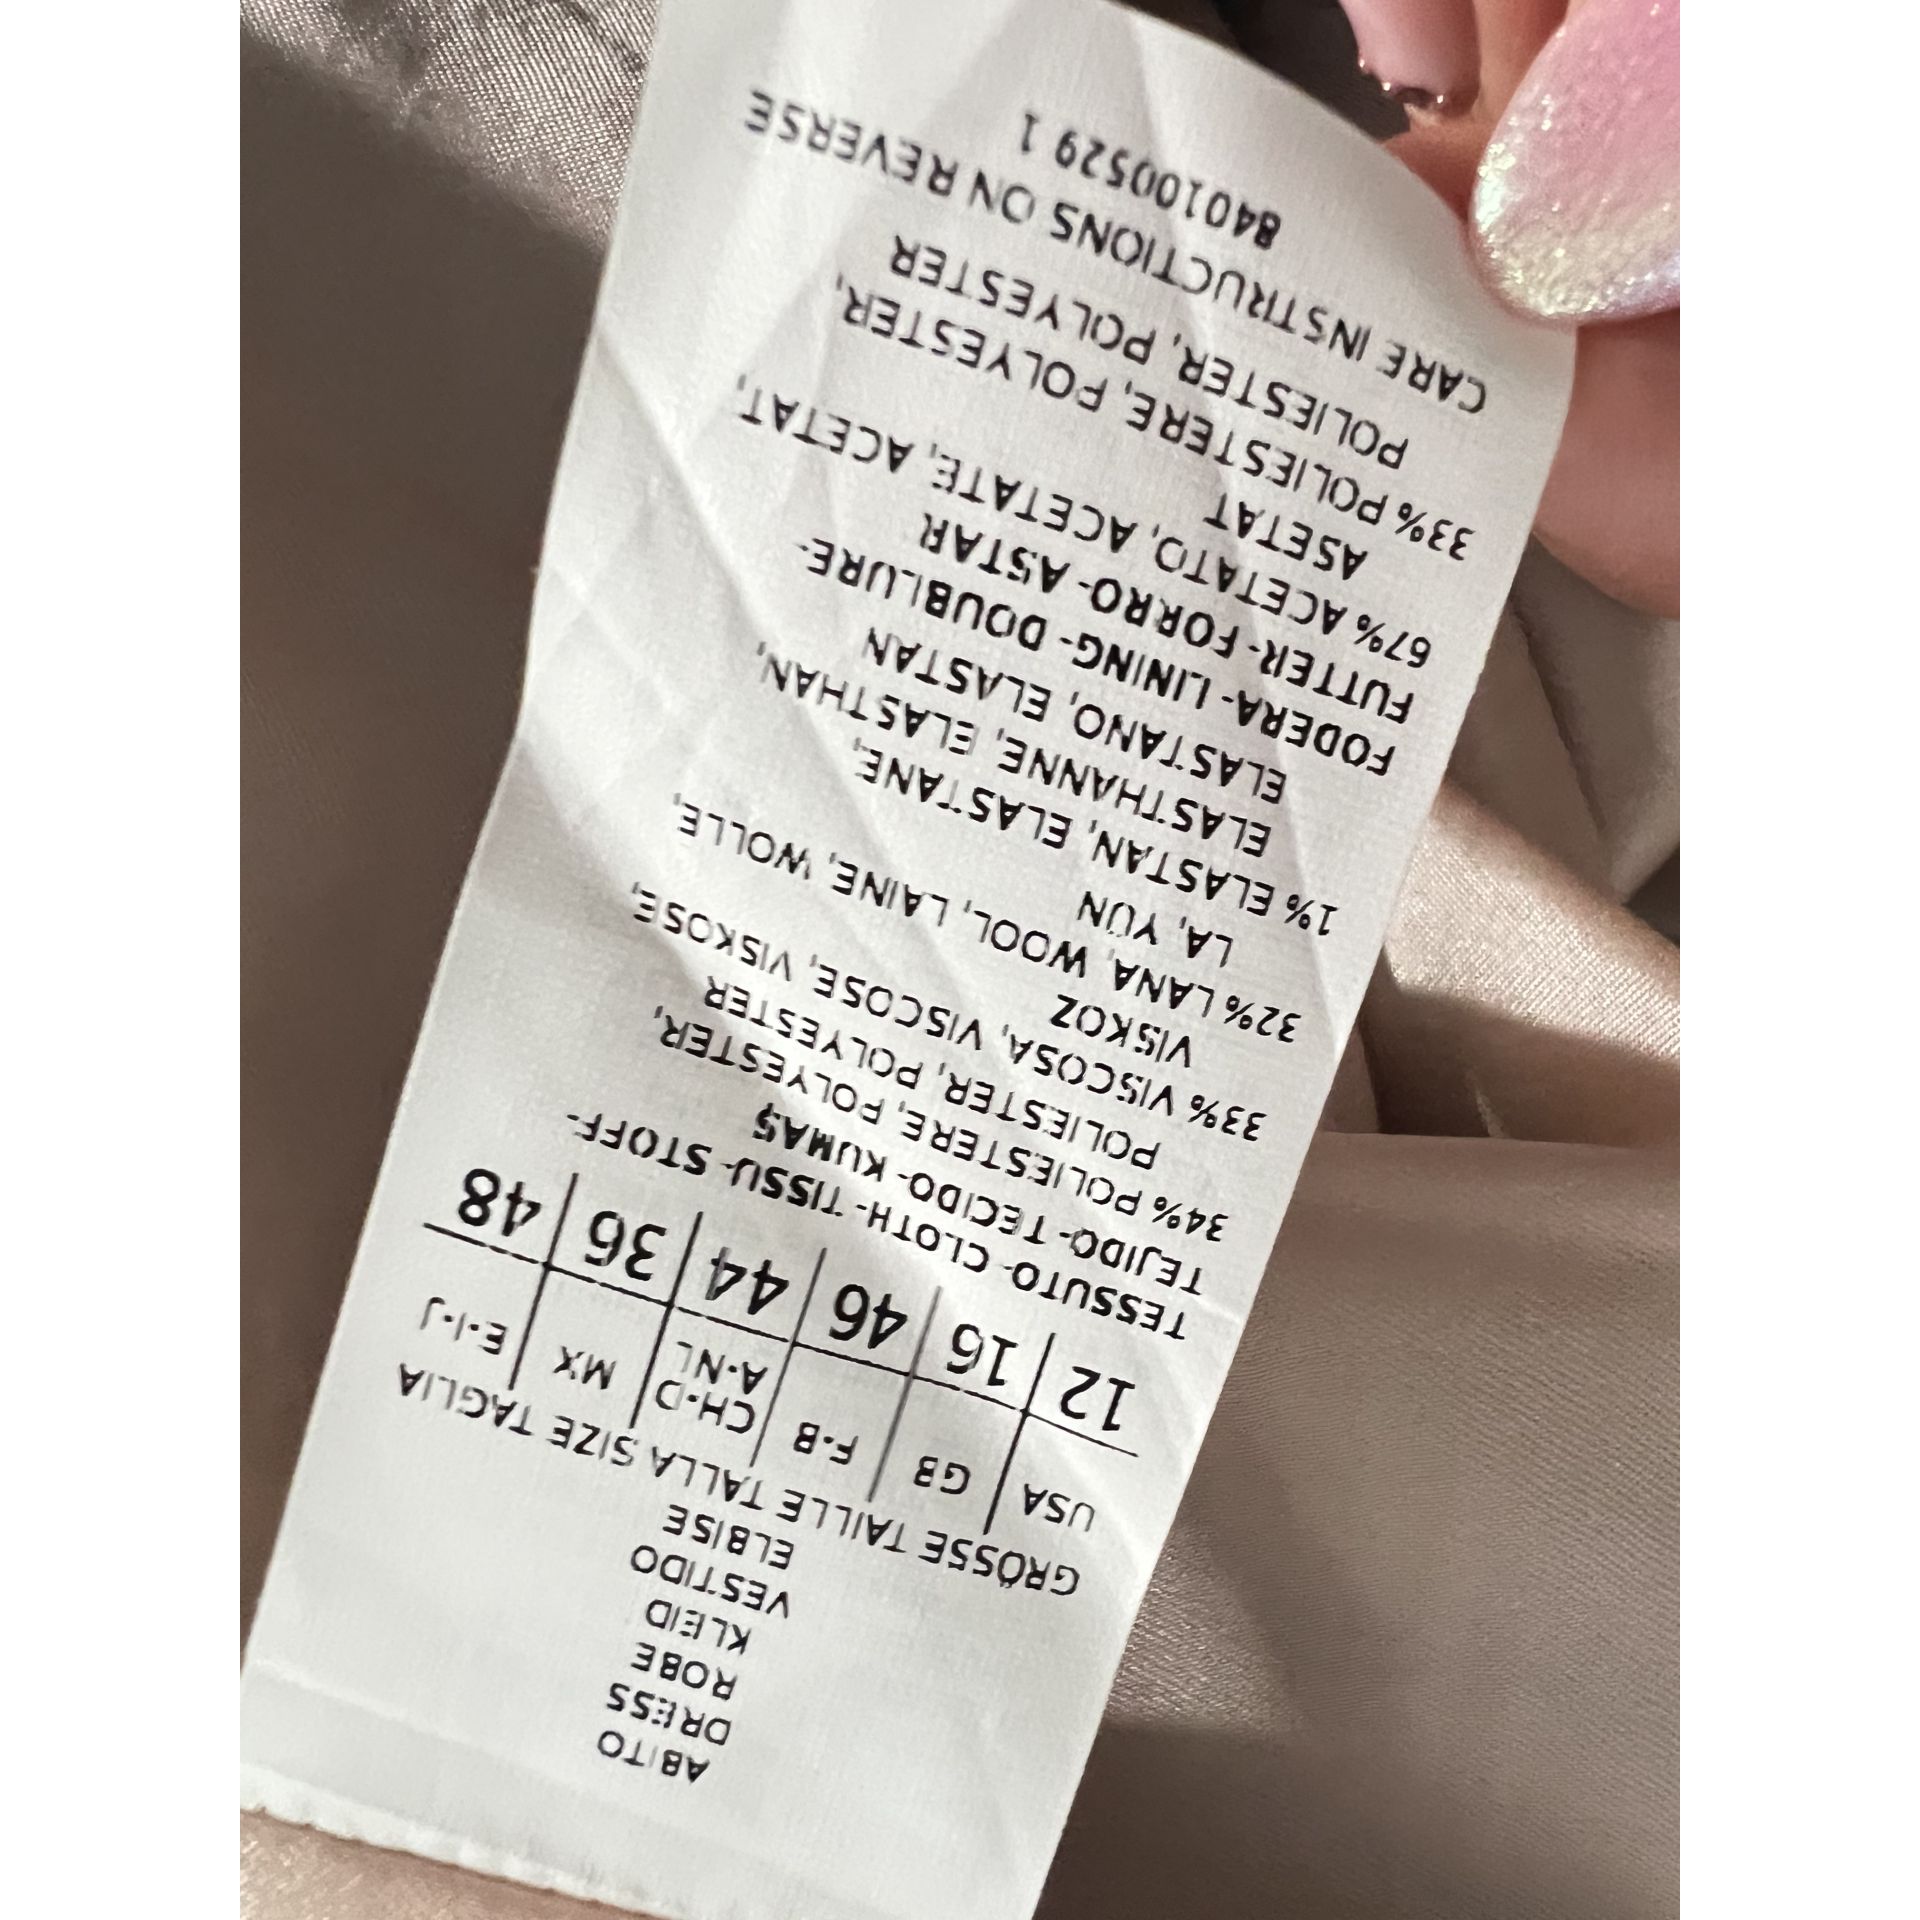 ABITO
DRESS
ROBE
KLEID
VESTIDO
ELBISE
GRÖSSE TAILLE TALLA SIZE TAGLIA
USA GB F•B CH•D A•NL MX E•I•J
12 16 46 44 36 48
TESSUTO- CLOTH- TISSU- STOFF-
TEJIDO- TECIDO- KUMAŞ
34% POLIESTERE, POLYESTER,
POLIESTER, POLYESTER
33% VISCOSA, VISCOSE, VISKOSE,
VISKOZ
32% LANA, WOOL, LAINE, WOLLE,
LA, YÜN
1% ELASTAN, ELASTANE,
ELASTHANNE, ELASTHAN,
ELASTANO, ELASTAN
FODERA- LINING- DOUBLURE-
FUTTER- FORRO- ASTAR
67% ACETATO, ACETATE, ACETAT,
ASETAT
33% POLIESTERE, POLYESTER,
POLIESTER, POLYESTER
CARE INSTRUCTIONS ON REVERSE
840100529 1